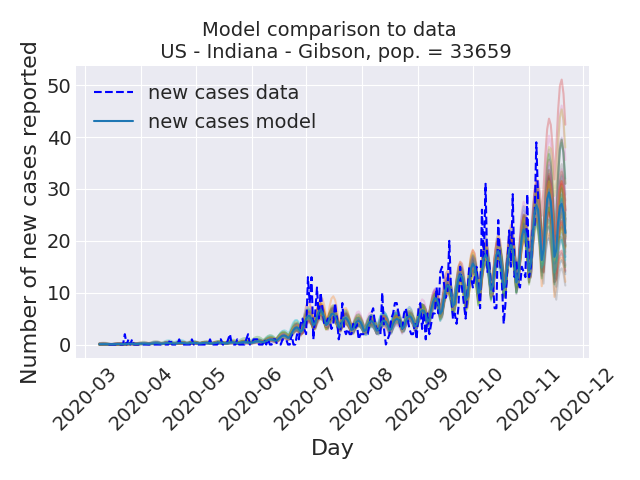 Model comparison to data
US - Indiana - Gibson, pop. = 33659
Number of new cases reported
50
40
30
20
10
0
new cases data
new cases model
2020-03
2020-04
2020-05
2020-06
2020-07
2020-08
2020-09
2020-10
2020-11
2020-12
Day